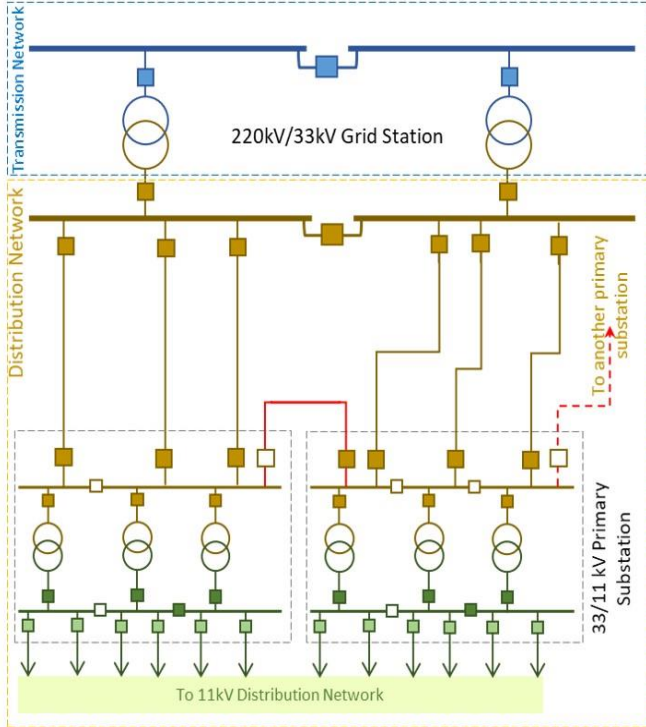 Transmission Network
220kV/33kV Grid Station
Distribution Network
To another primary
substation
33/11 kV Primary
Substation
To 11kV Distribution Network